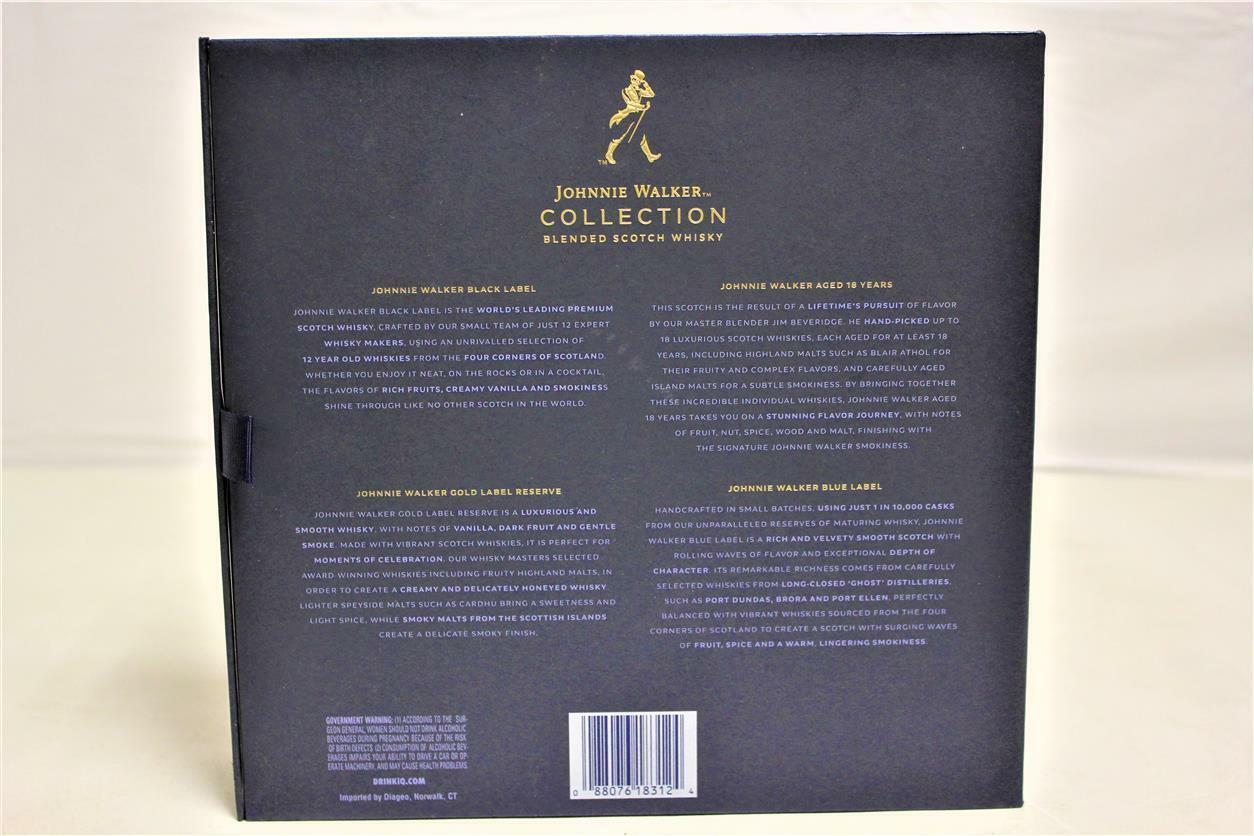 TM
JOHNNIE WALKER™
COLLECTION
BLENDED SCOTCH WHISKY
JOHNNIE WALKER BLACK LABEL
JOHNNIE WALKER BLACK LABEL IS THE WORLD'S LEADING PREMIUM
SCOTCH WHISKY, CRAFTED BY OUR SMALL TEAM OF JUST 12 EXPERT
WHISKY MAKERS, USING AN UNRIVALLED SELECTION OF
12 YEAR OLD WHISKIES FROM THE FOUR CORNERS OF SCOTLAND.
WHETHER YOU ENJOY IT NEAT, ON THE ROCKS OR IN A COCKTAIL,
THE FLAVORS OF RICH FRUITS, CREAMY VANILLA AND SMOKINESS
SHINE THROUGH LIKE NO OTHER SCOTCH IN THE WORLD.
JOHNNIE WALKER AGED 18 YEARS
THIS SCOTCH IS THE RESULT OF A LIFETIME'S PURSUIT OF FLAVOR
BY OUR MASTER BLENDER JIM BEVERIDGE. HE HAND-PICKED UP TO
18 LUXURIOUS SCOTCH WHISKIES, EACH AGED FOR AT LEAST 18
YEARS, INCLUDING HIGHLAND MALTS SUCH AS BLAIR ATHOL FOR
THEIR FRUITY AND COMPLEX FLAVORS, AND CAREFULLY AGED
ISLAND MALTS FOR A SUBTLE SMOKINESS. BY BRINGING TOGETHER
THESE INCREDIBLE INDIVIDUAL WHISKIES, JOHNNIE WALKER AGED
18 YEARS TAKES YOU ON A STUNNING FLAVOR JOURNEY, WITH NOTES
OF FRUIT, NUT, SPICE, WOOD AND MALT, FINISHING WITH
THE SIGNATURE JOHNNIE WALKER SMOKINESS.
JOHNNIE WALKER GOLD LABEL RESERVE
JOHNNIE WALKER GOLD LABEL RESERVE IS A LUXURIOUS AND
SMOOTH WHISKY, WITH NOTES OF VANILLA, DARK FRUIT AND GENTLE
SMOKE. MADE WITH VIBRANT SCOTCH WHISKIES, IT IS PERFECT FOR
MOMENTS OF CELEBRATION. OUR WHISKY MASTERS SELECTED
AWARD WINNING WHISKIES INCLUDING FRUITY HIGHLAND MALTS, IN
ORDER TO CREATE A CREAMY AND DELICATELY HONEYED WHISKY.
LIGHTER SPEYSIDE MALTS SUCH AS CARDHU BRING A SWEETNESS AND
LIGHT SPICE, WHILE SMOKY MALTS FROM THE SCOTTISH ISLANDS
CREATE A DELICATE SMOKY FINISH.
JOHNNIE WALKER BLUE LABEL
HANDCRAFTED IN SMALL BATCHES, USING JUST 1 IN 10,000 CASKS
FROM OUR UNPARALLELED RESERVES OF MATURING WHISKY, JOHNNIE
WALKER BLUE LABEL IS A RICH AND VELVETY SMOOTH SCOTCH WITH
ROLLING WAVES OF FLAVOR AND EXCEPTIONAL DEPTH OF
CHARACTER. ITS REMARKABLE RICHNESS COMES FROM CAREFULLY
SELECTED WHISKIES FROM LONG-CLOSED 'GHOST' DISTILLERIES,
SUCH AS PORT DUNDAS, BRORA AND PORT ELLEN, PERFECTLY
BALANCED WITH VIBRANT WHISKIES SOURCED FROM THE FOUR
CORNERS OF SCOTLAND TO CREATE A SCOTCH WITH SURGING WAVES
OF FRUIT, SPICE AND A WARM, LINGERING SMOKINESS.
GOVERNMENT WARNING: (1) ACCORDING TO THE SUR-
GEON GENERAL, WOMEN SHOULD NOT DRINK ALCOHOLIC
BEVERAGES DURING PREGNANCY BECAUSE OF THE RISK
OF BIRTH DEFECTS. (2) CONSUMPTION OF ALCOHOLIC BEV-
ERAGES IMPAIRS YOUR ABILITY TO DRIVE A CAR OR OP-
ERATE MACHINERY, AND MAY CAUSE HEALTH PROBLEMS.
DRINKiQ.COM
Imported by Diageo, Norwalk, CT
0 88076 18312 4